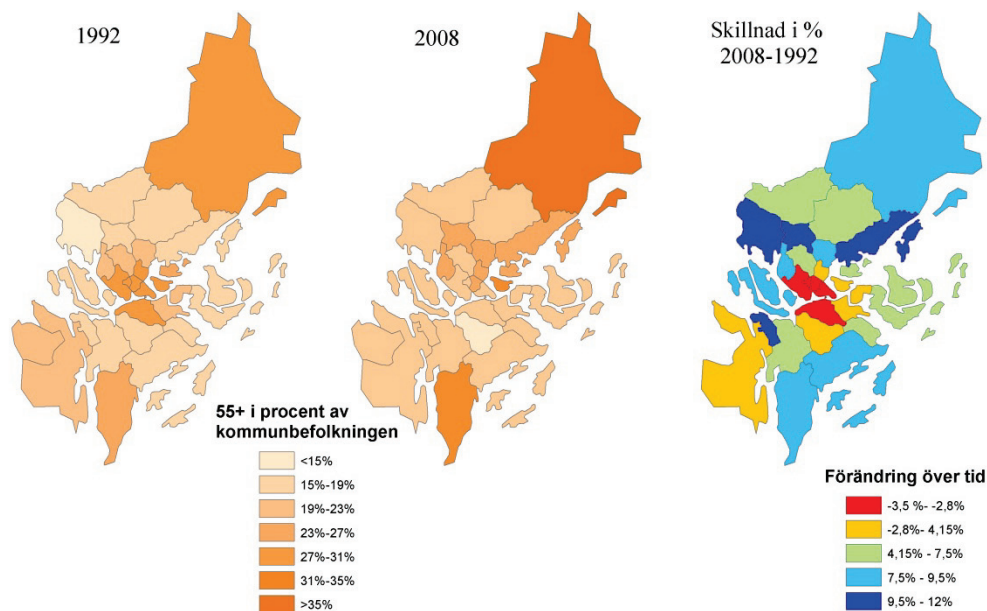 1992
2008
Skillnad i %
2008-1992
55+ i procent av
kommunbefolkningen
<15%
15%-19%
19%-23%
23%-27%
27%-31%
31%-35%
>35%
Förändring över tid
-3,5 %- -2,8%
-2,8%- 4,15%
4,15% - 7,5%
7,5% - 9,5%
9,5% - 12%